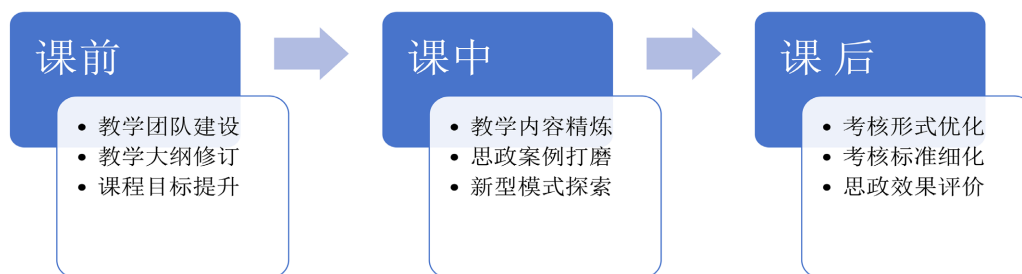 课前
• 教学团队建设
• 教学大纲修订
• 课程目标提升
课中
• 教学内容精炼
• 思政案例打磨
• 新型模式探索
课 后
• 考核形式优化
• 考核标准细化
• 思政效果评价